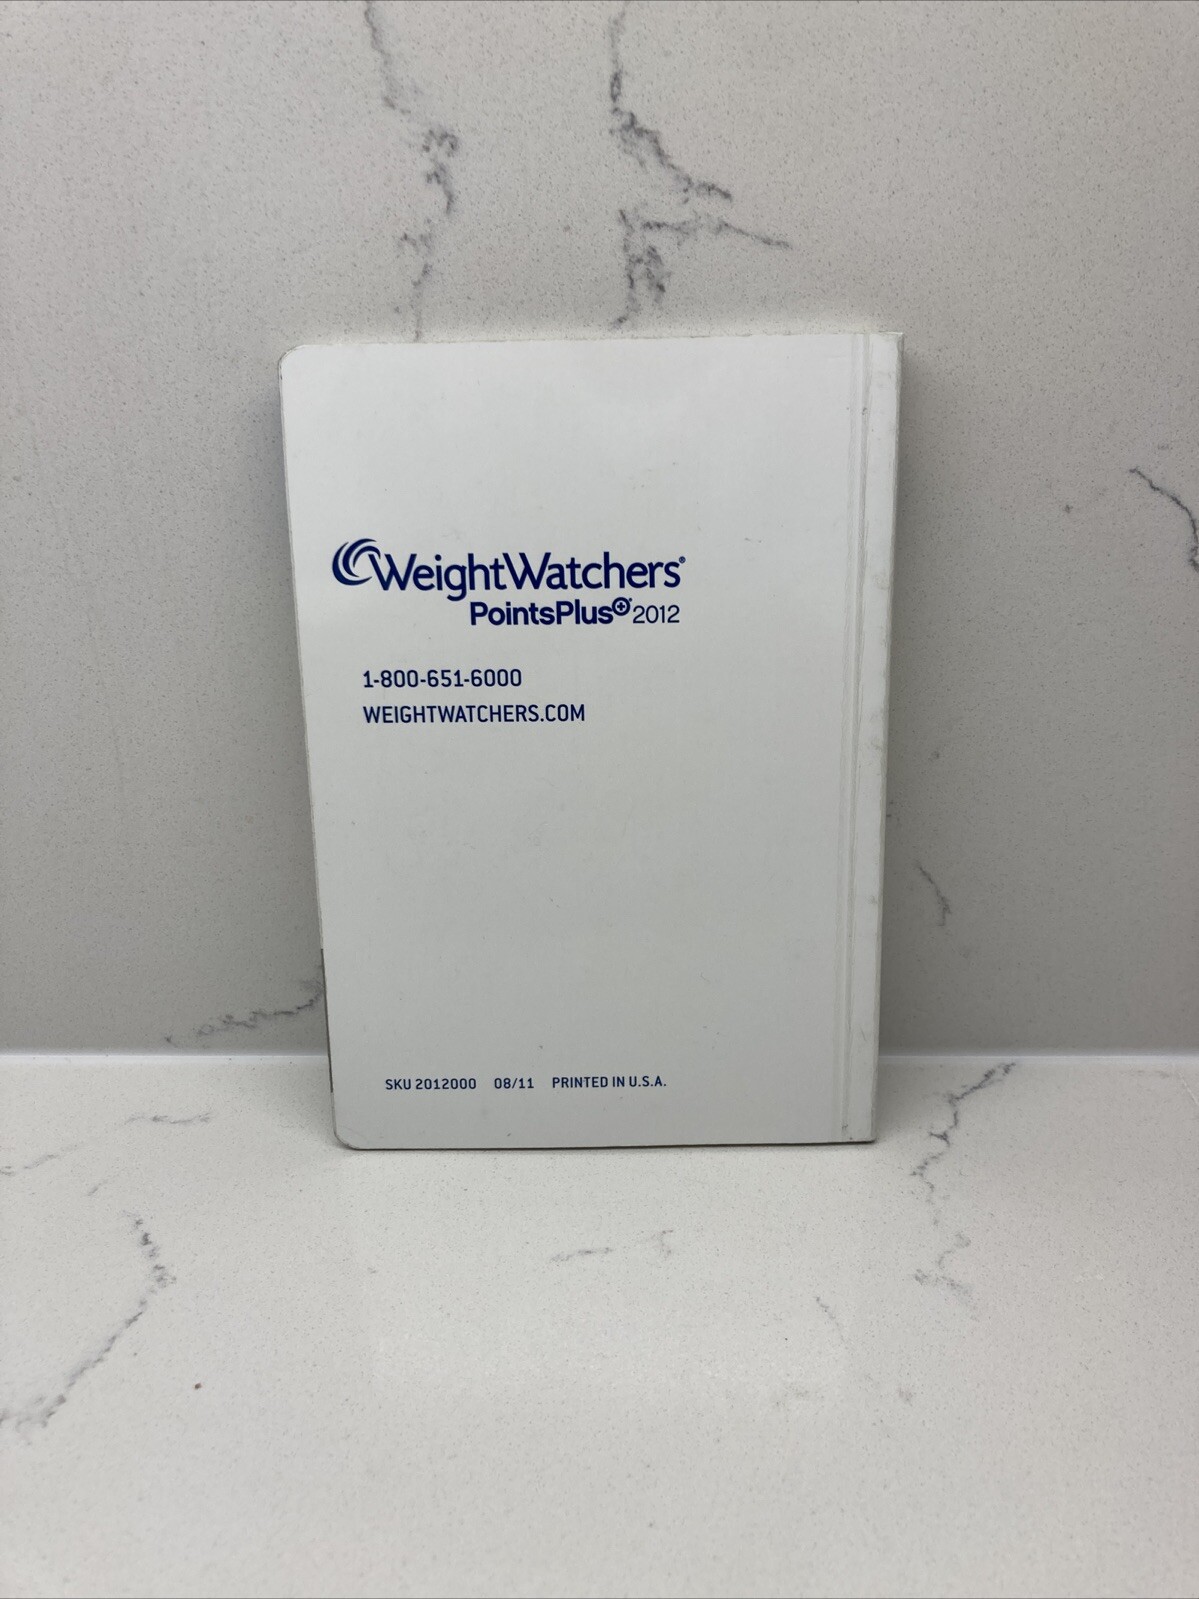 WeightWatchers®
PointsPlus+® 2012
1-800-651-6000
WEIGHTWATCHERS.COM
SKU 2012000 08/11 PRINTED IN U.S.A.